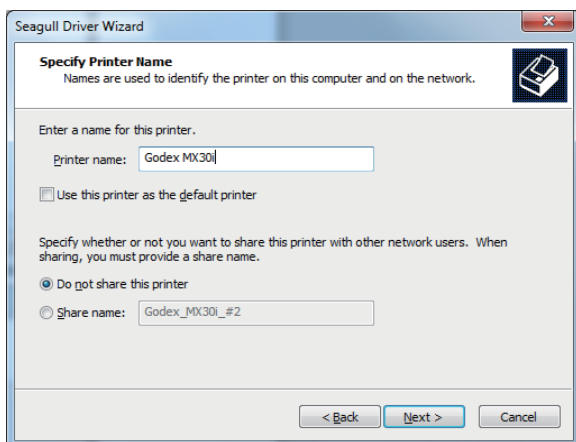 Seagull Driver Wizard
Specify Printer Name
Names are used to identify the printer on this computer and on the network.
Enter a name for this printer.
Printer name: Godex MX30i
Use this printer as the default printer
Specify whether or not you want to share this printer with other network users. When
sharing, you must provide a share name.
Do not share this printer
Share name: Godex_MX30i_#2
< Back Next > Cancel